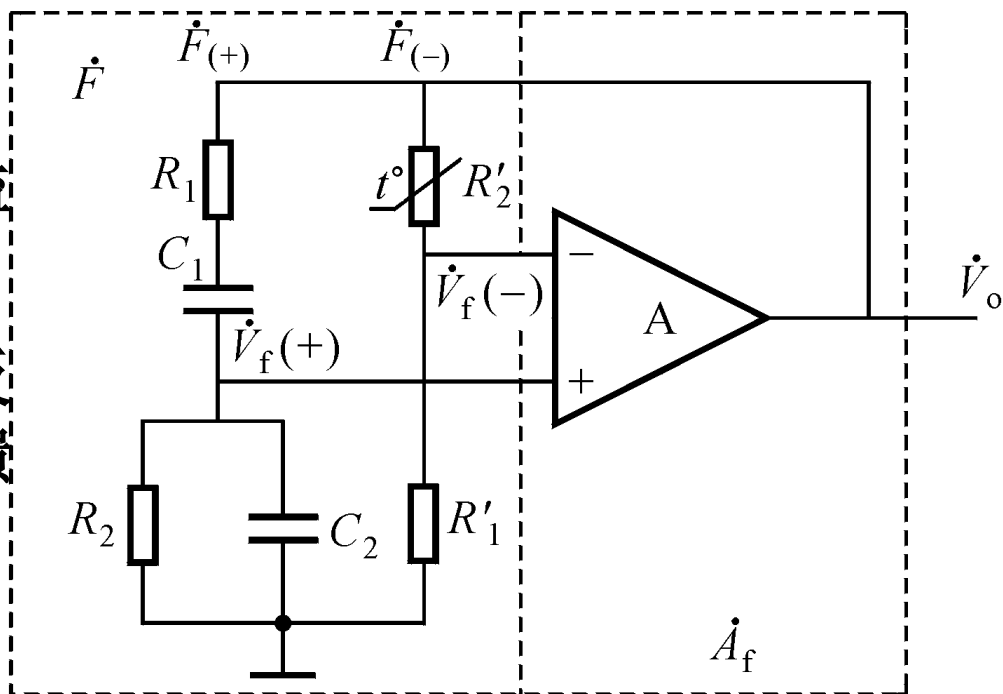 Ḟ
Ḟ(+)
Ḟ(−)
R₁
t°
R′₂
C₁
V̇f(−)
−
A
V̇o
V̇f(+)
+
R₂
C₂
R′₁
Ȧf